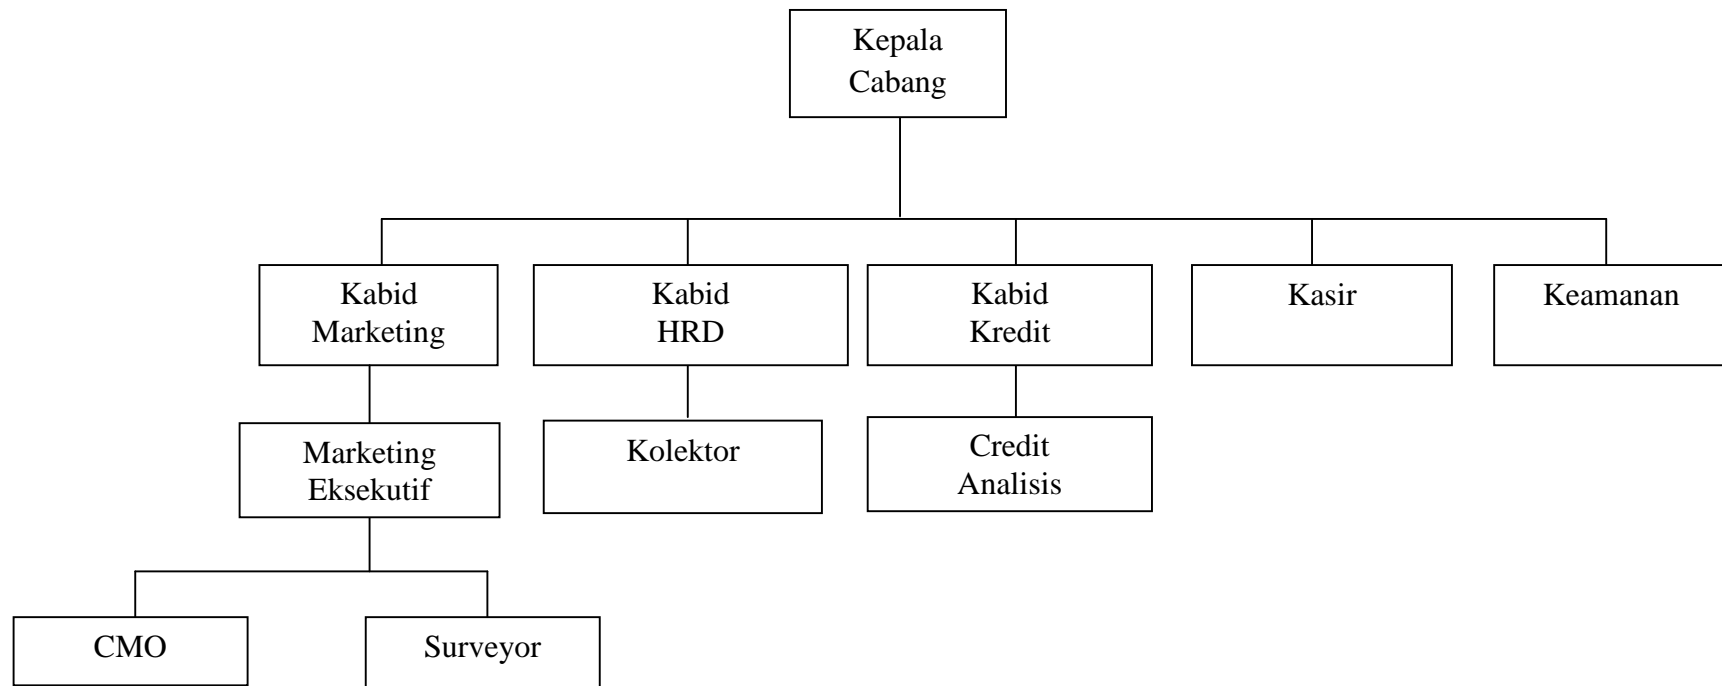 Kepala
Cabang
Kabid
Marketing
Kabid
HRD
Kabid
Kredit
Kasir
Keamanan
Marketing
Eksekutif
Kolektor
Credit
Analisis
CMO
Surveyor